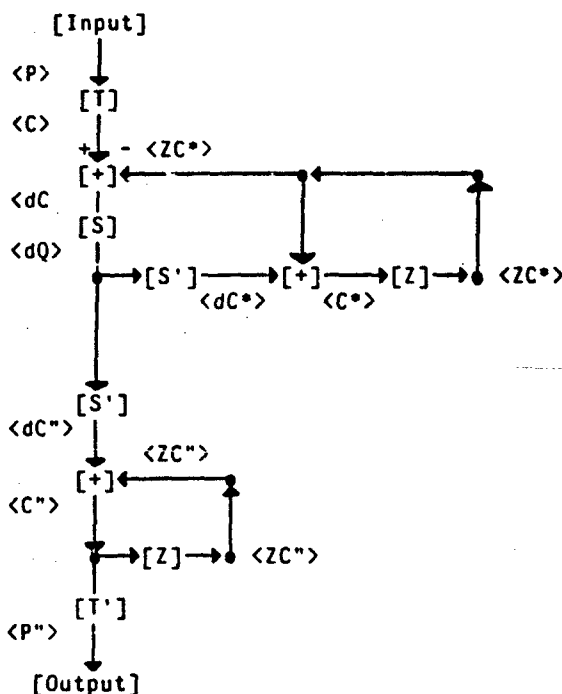 [Input]
<P>
[T]
<C>
+ - <ZC*>
[+]
<dC
[S]
<dQ>
[S'] [+] [Z] <ZC*>
<dC*> <C*>
[S']
<dC">
<ZC">
[+]
<C">
[Z] <ZC">
[T']
<P">
[Output]